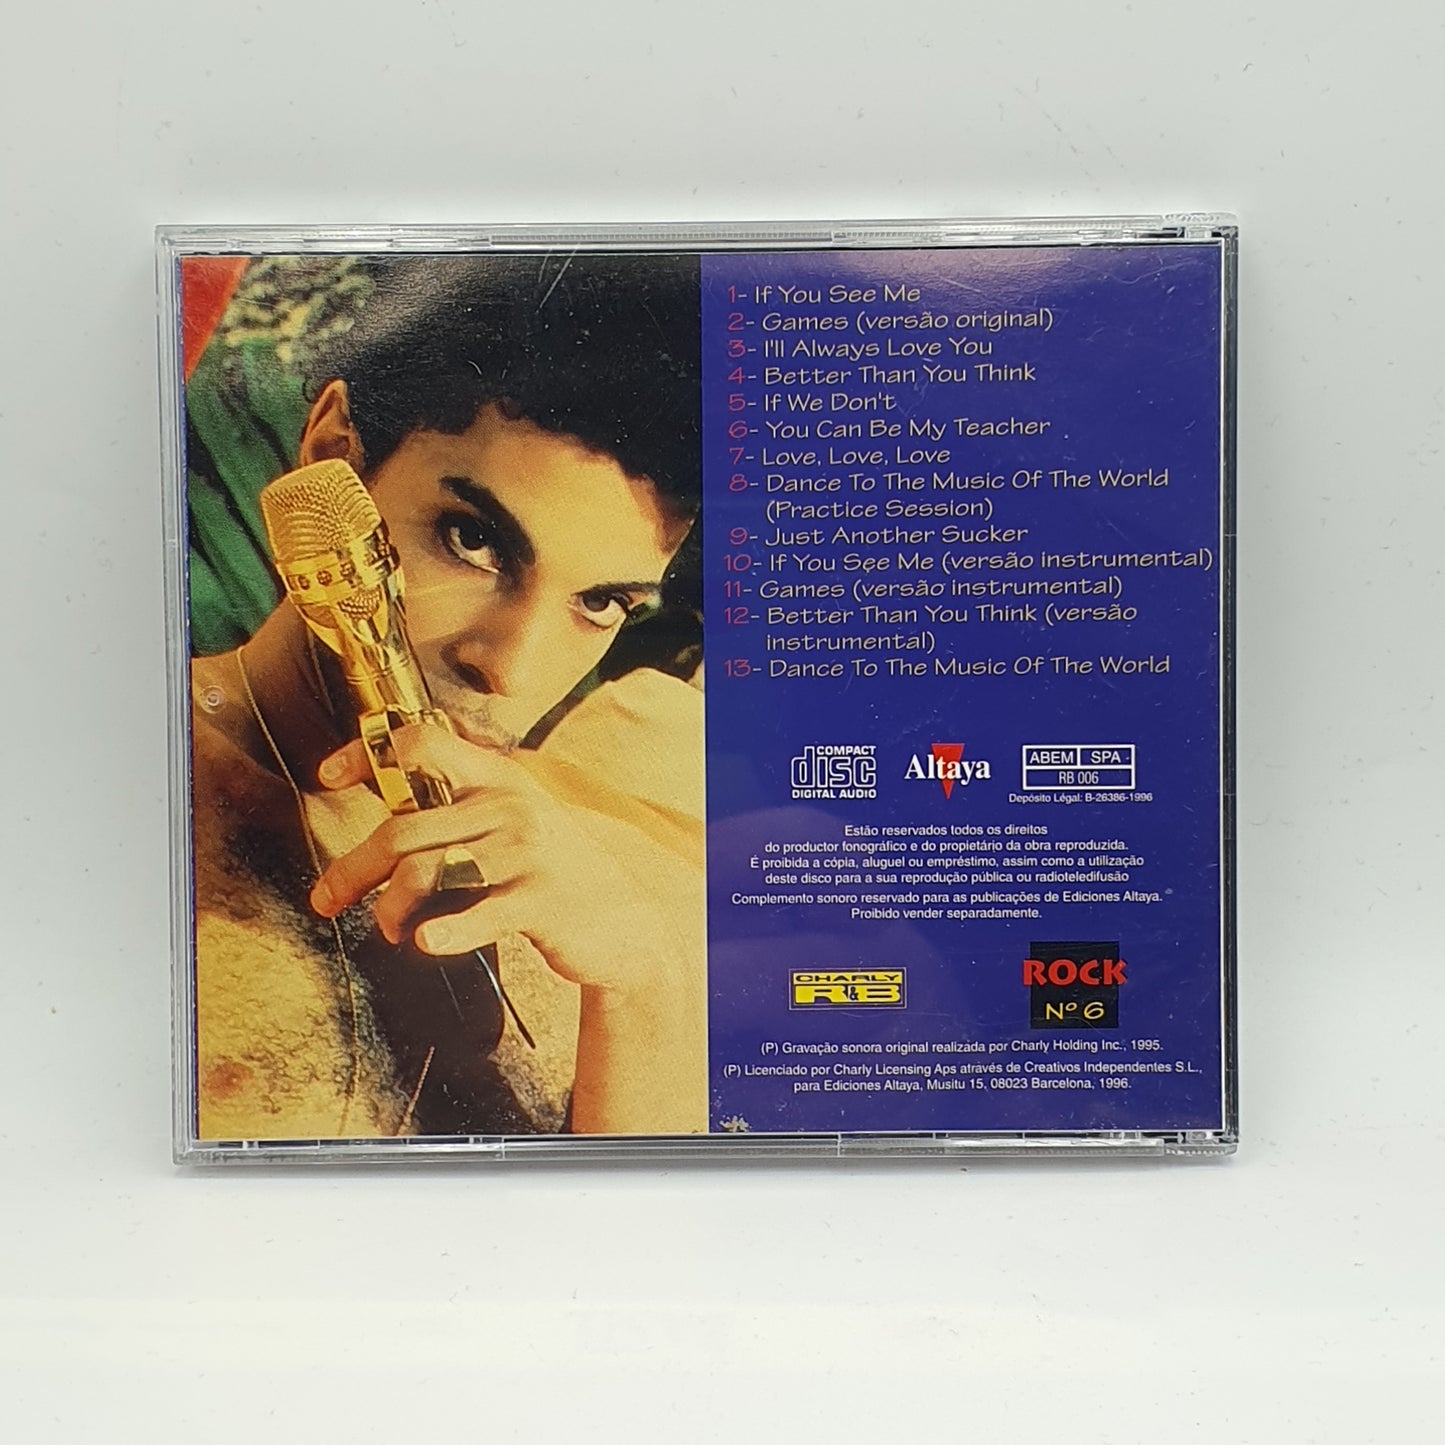 1- If You See Me
2- Games (versão original)
3- I'll Always Love You
4- Better Than You Think
5- If We Don't
6- You Can Be My Teacher
7- Love, Love, Love
8- Dance To The Music Of The World
(Practice Session)
9- Just Another Sucker
10- If You See Me (versão instrumental)
11- Games (versão instrumental)
12- Better Than You Think (versão
instrumental)
13- Dance To The Music Of The World
COMPACT
disc
DIGITAL AUDIO
Altaya
ABEM SPA
RB 006
Depósito Légal: B-26386-1996
Estão reservados todos os direitos
do productor fonográfico e do propietário da obra reproduzida.
É proibida a cópia, aluguel ou empréstimo, assim como a utilização
deste disco para a sua reprodução pública ou radioteledifusão
Complemento sonoro reservado para as publicações de Ediciones Altaya.
Proibido vender separadamente.
CHARLY
R&B
ROCK
Nº 6
(P) Gravação sonora original realizada por Charly Holding Inc., 1995.
(P) Licenciado por Charly Licensing Aps através de Creativos Independentes S.L.,
para Ediciones Altaya, Musitu 15, 08023 Barcelona, 1996.